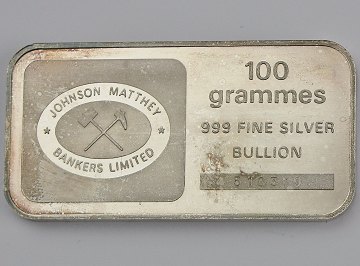 JOHNSON MATTHEY
BANKERS LIMITED
100
grammes
999 FINE SILVER
BULLION